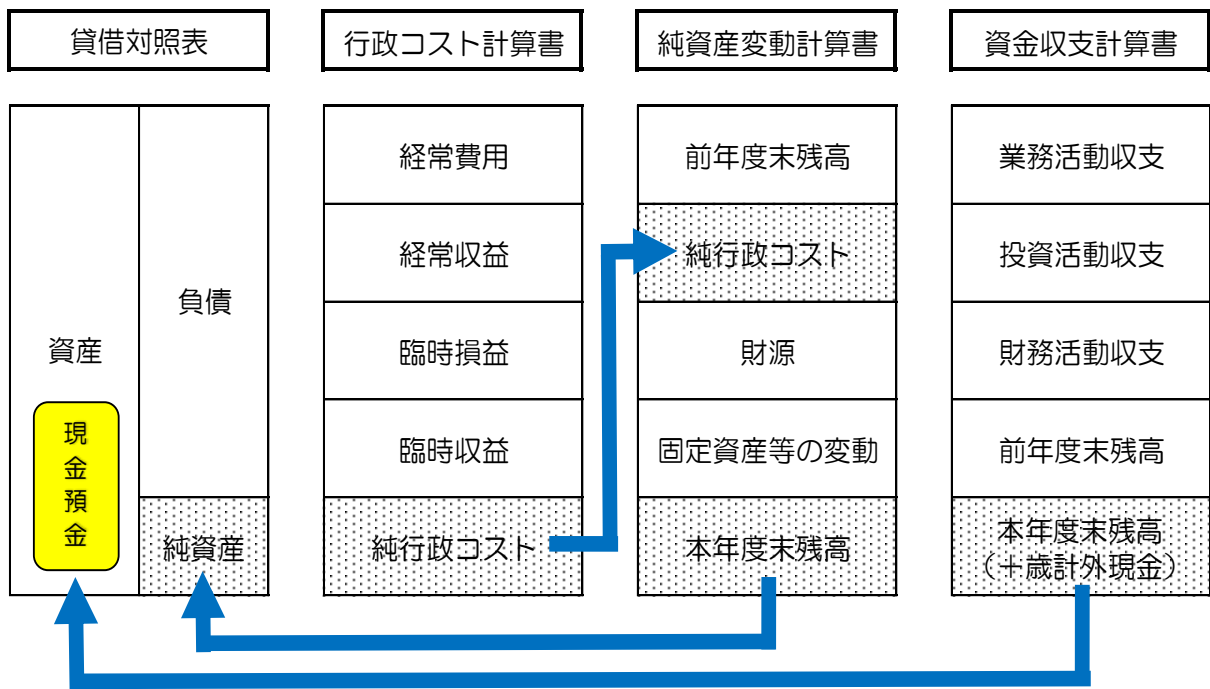 貸借対照表
行政コスト計算書
純資産変動計算書
資金収支計算書
資産
現金預金
負債
純資産
経常費用
経常収益
臨時損益
臨時収益
純行政コスト
前年度末残高
純行政コスト
財源
固定資産等の変動
本年度末残高
業務活動収支
投資活動収支
財務活動収支
前年度末残高
本年度末残高
(＋歳計外現金)